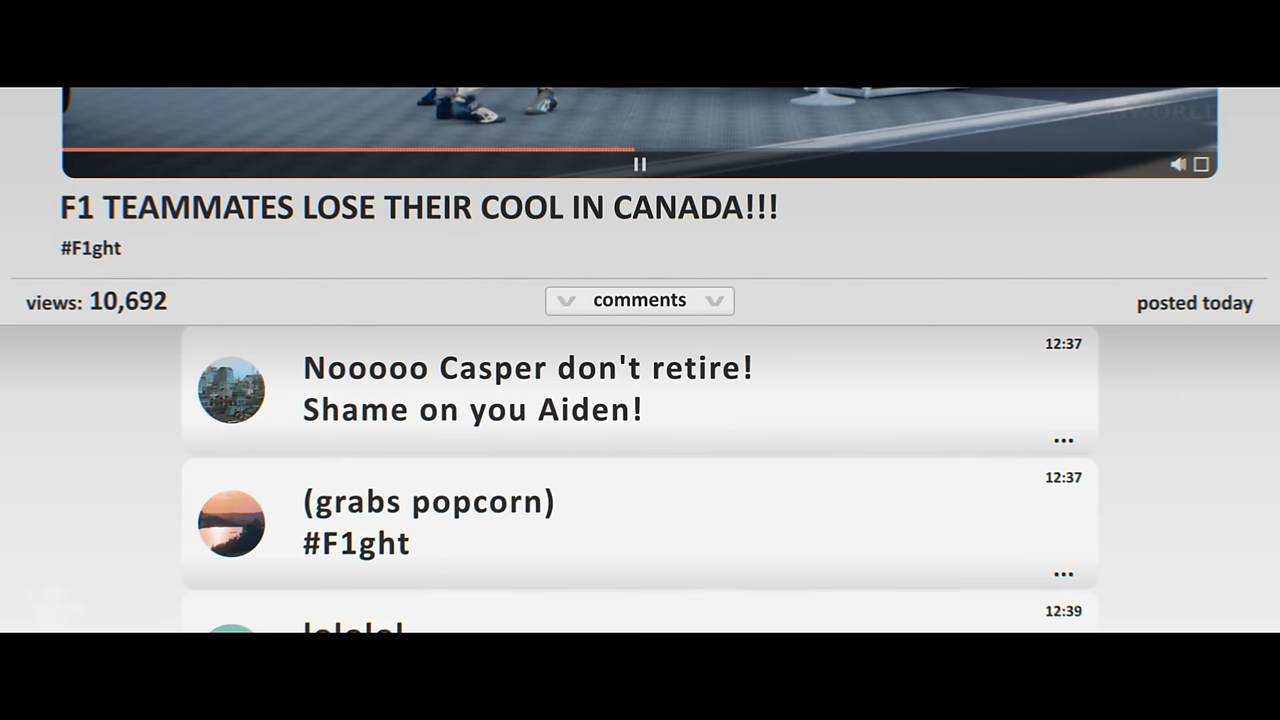 F1 TEAMMATES LOSE THEIR COOL IN CANADA!!!
#F1ght
views: 10,692
comments
posted today
12:37
Nooooo Casper don't retire!
Shame on you Aiden!
...
12:37
(grabs popcorn)
#F1ght
...
12:39